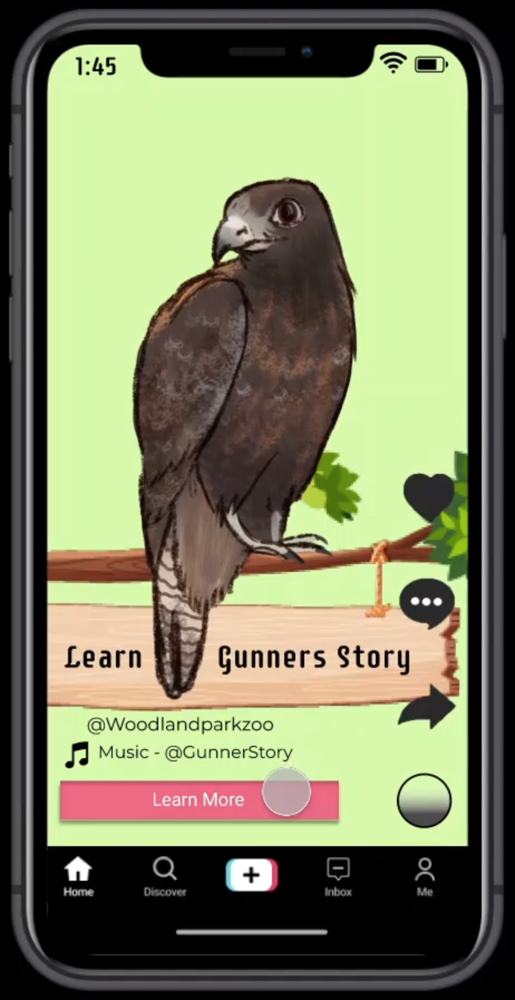 1:45
Learn Gunners Story
@Woodlandparkzoo
Music - @GunnerStory
Learn More
Home Discover Inbox Me